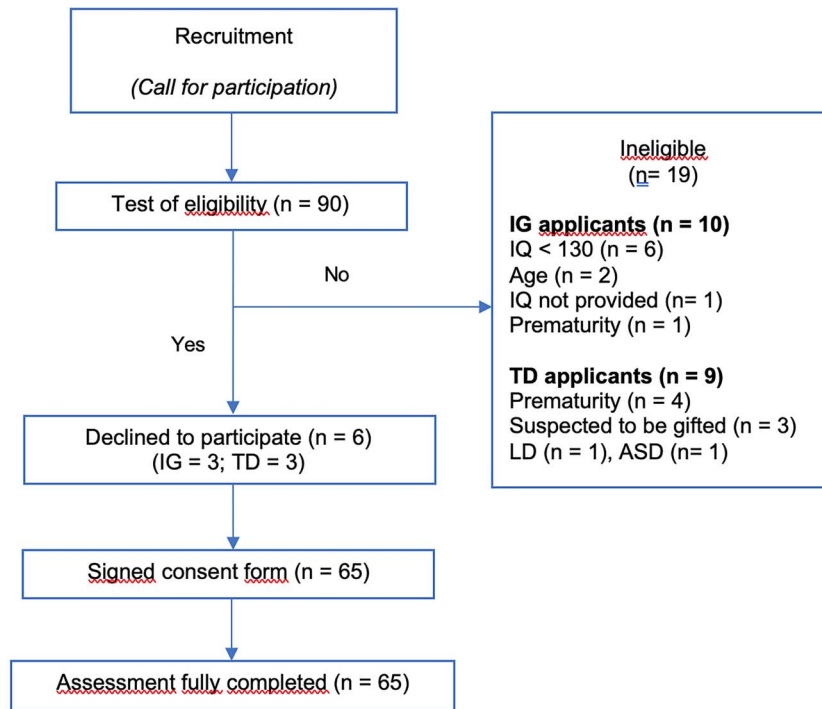 Recruitment
(Call for participation)
Test of eligibility (n = 90)
No
Yes
Ineligible
(n= 19)
IG applicants (n = 10)
IQ < 130 (n = 6)
Age (n = 2)
IQ not provided (n= 1)
Prematurity (n = 1)
TD applicants (n = 9)
Prematurity (n = 4)
Suspected to be gifted (n = 3)
LD (n = 1), ASD (n= 1)
Declined to participate (n = 6)
(IG = 3; TD = 3)
Signed consent form (n = 65)
Assessment fully completed (n = 65)